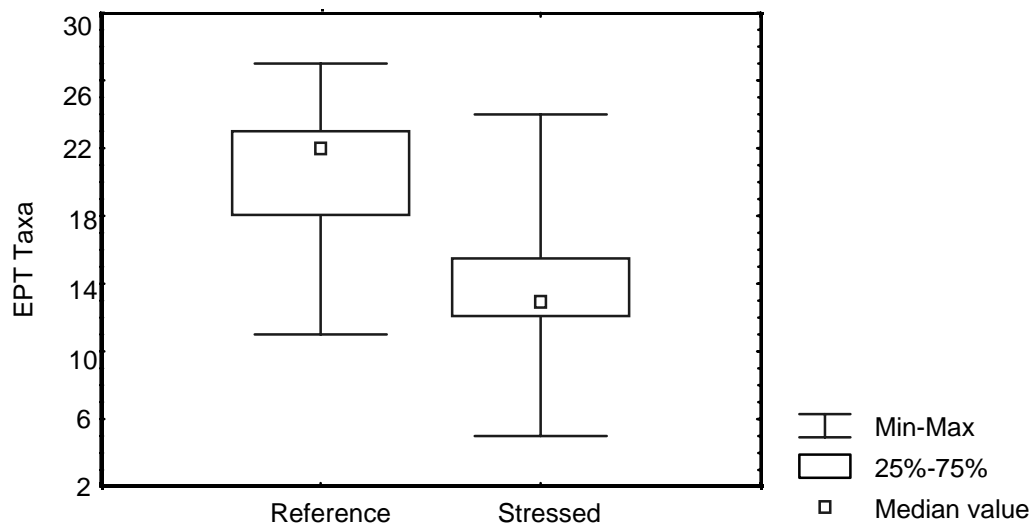 30
26
22
18
14
10
6
2
EPT Taxa
Reference
Stressed
Min-Max
25%-75%
Median value